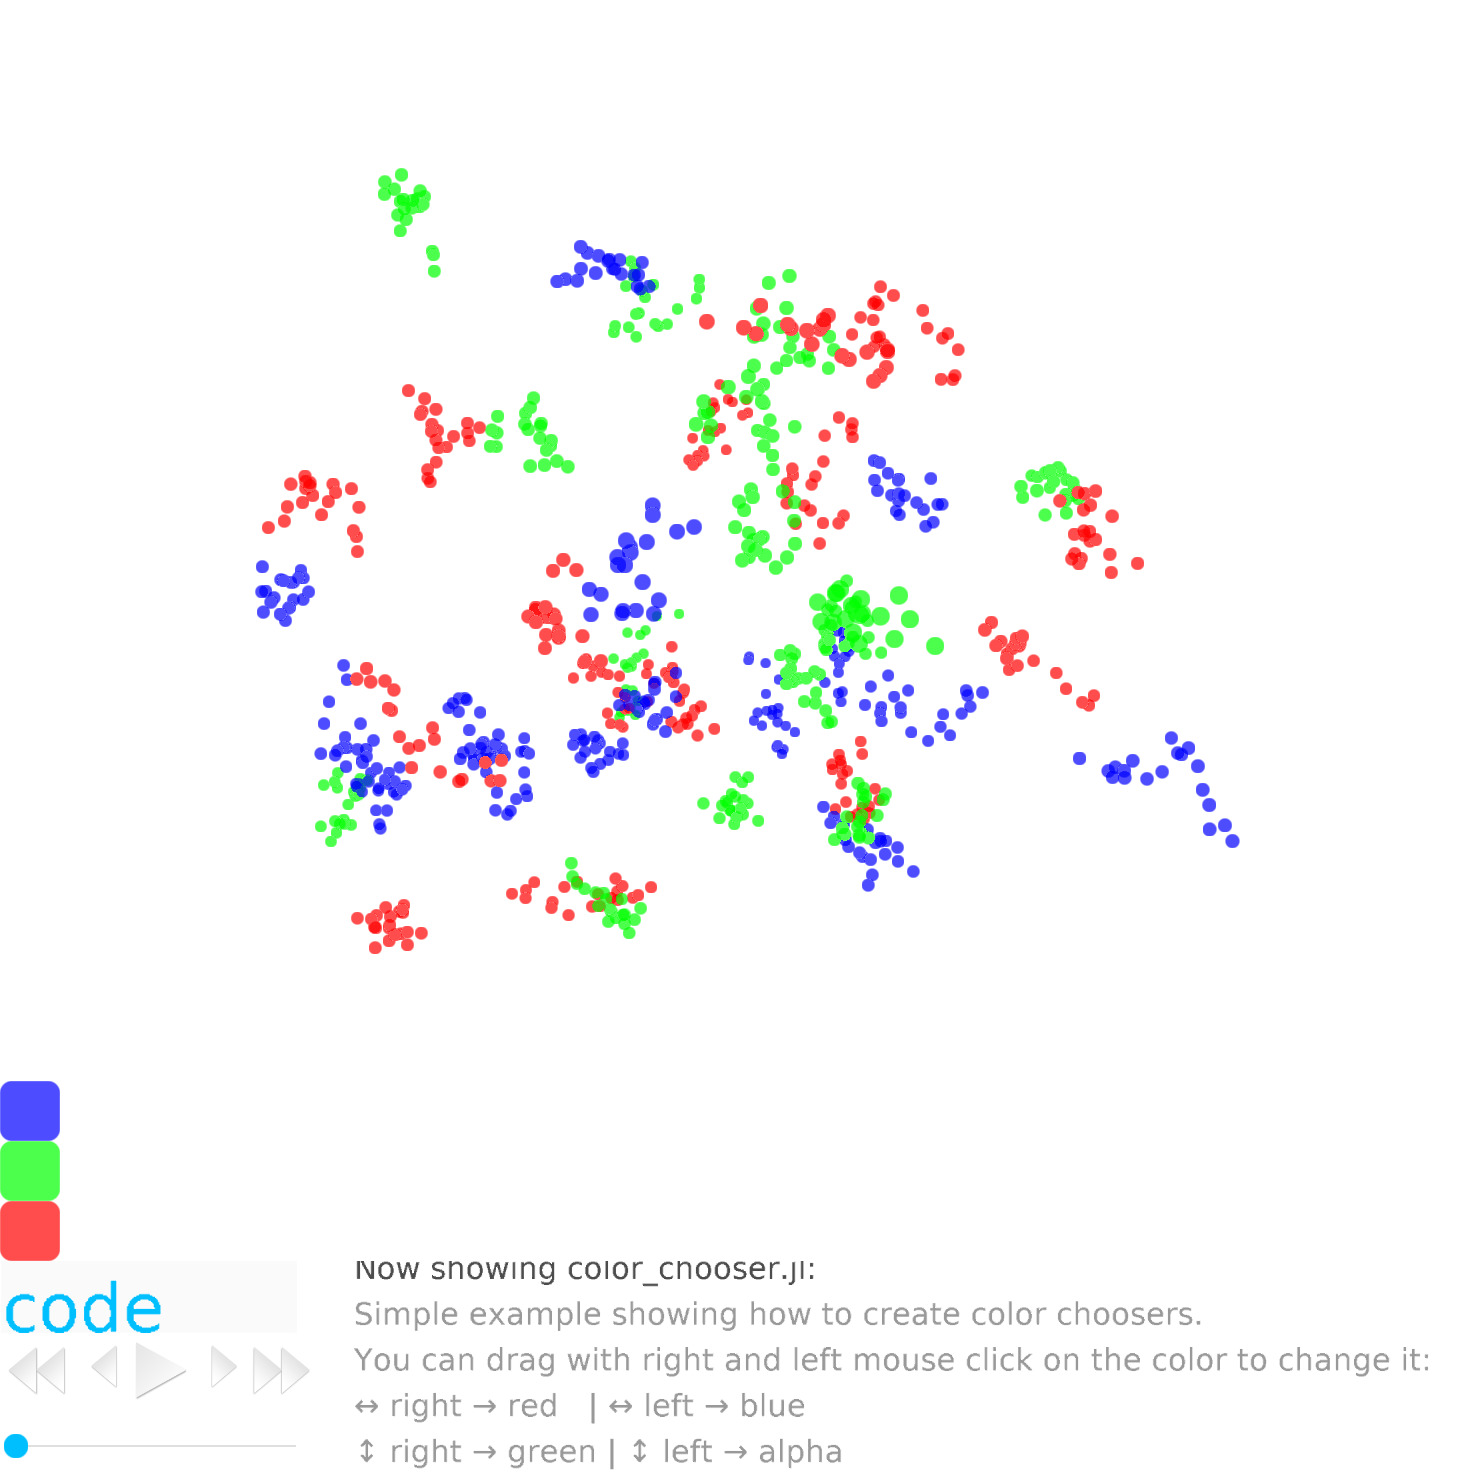 code
Now showing color_chooser.jl:
Simple example showing how to create color choosers.
You can drag with right and left mouse click on the color to change it:
↔ right → red | ↔ left → blue
↕ right → green | ↕ left → alpha